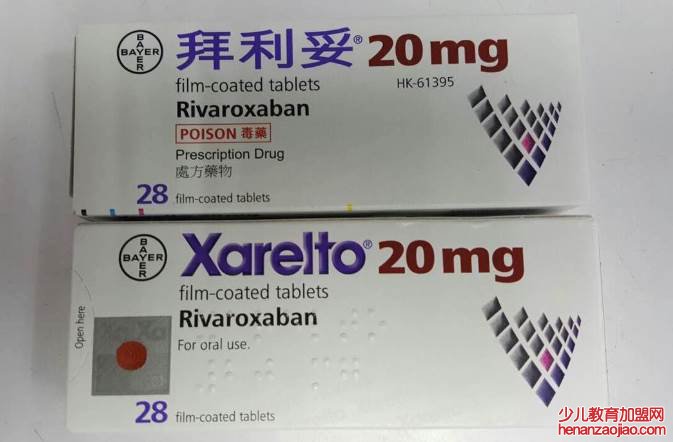 BAYER
BAYER
拜利妥® 20 mg
film-coated tablets
HK-61395
Rivaroxaban
POISON 毒藥
Prescription Drug
處方藥物
28 film-coated tablets
BAYER
BAYER
Xarelto® 20 mg
film-coated tablets
Rivaroxaban
For oral use.
Open here
28 film-coated tablets
少儿教育加盟网
henanzaojiao.com